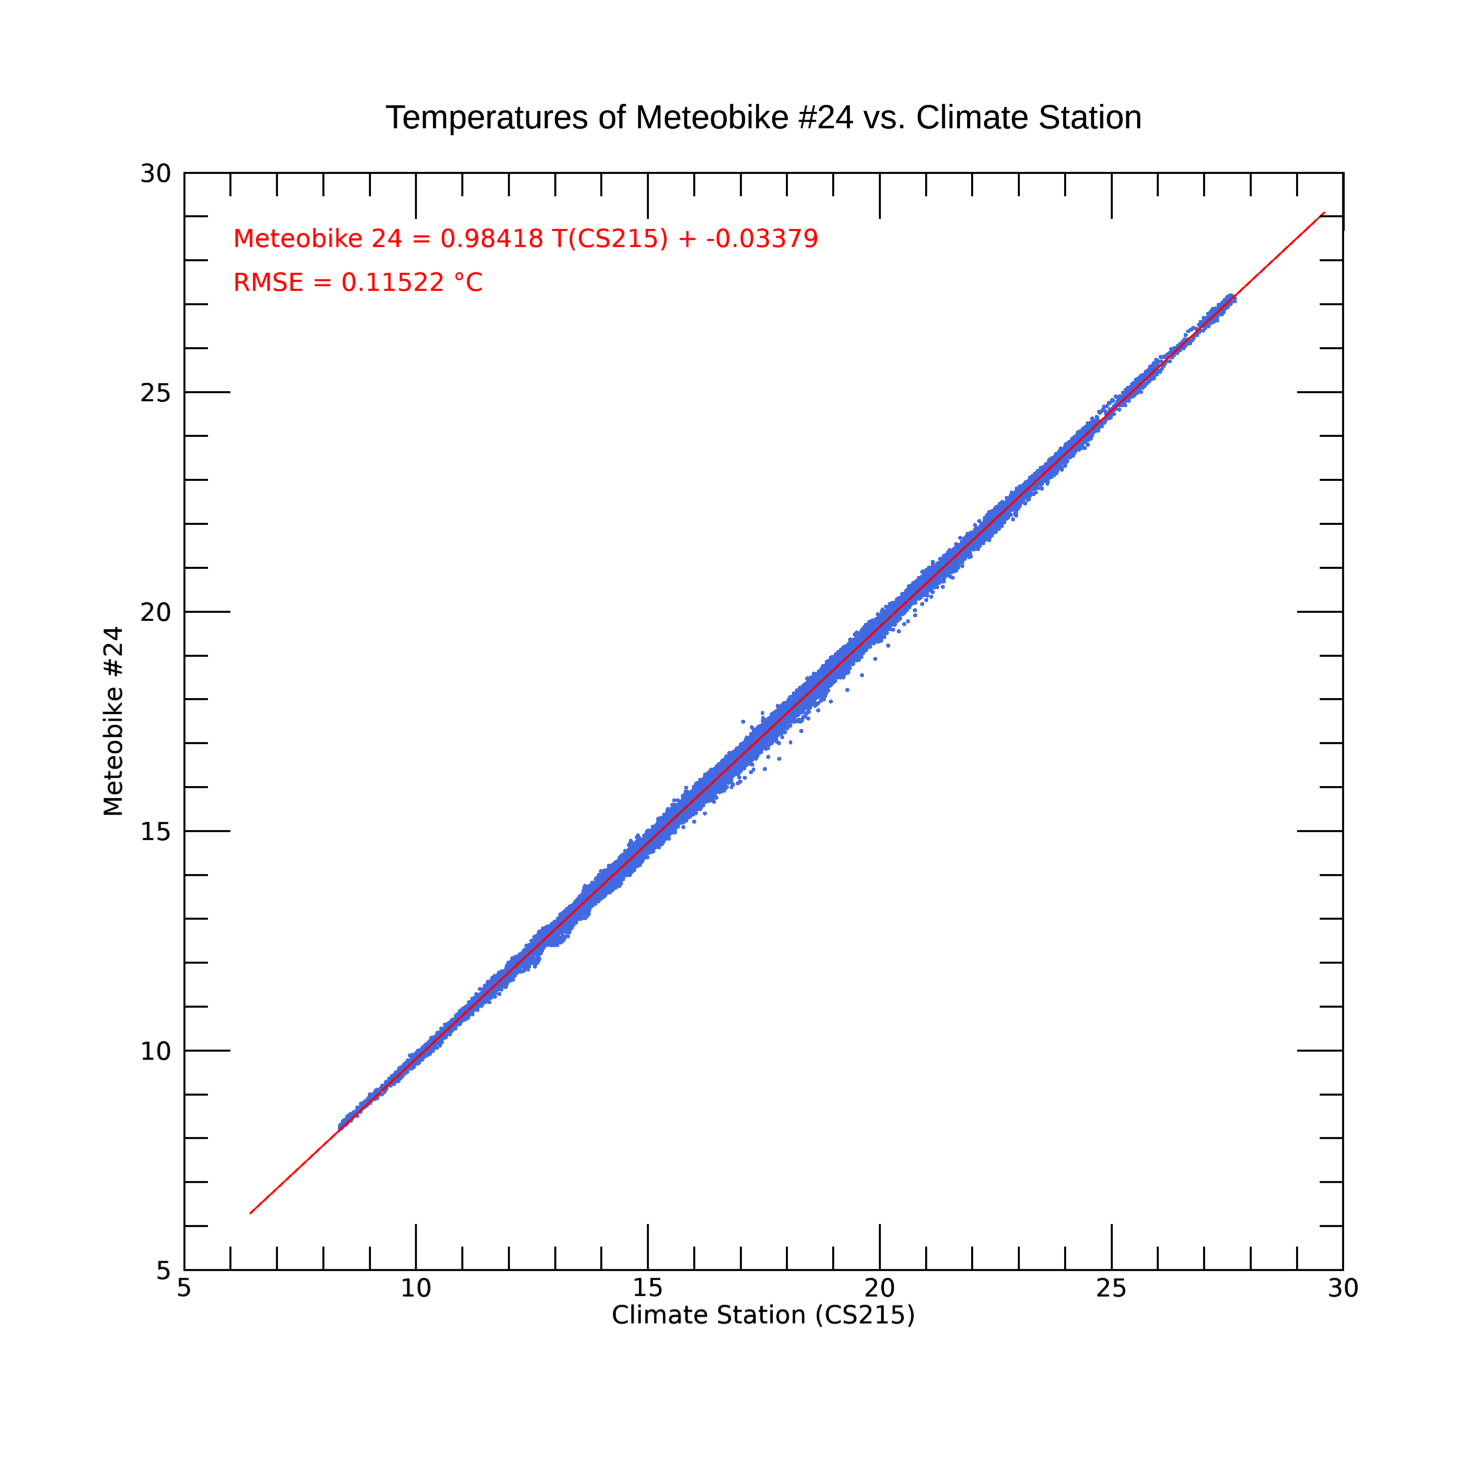 Temperatures of Meteobike #24 vs. Climate Station
30
Meteobike 24 = 0.98418 T(CS215) + -0.03379
RMSE = 0.11522 °C
25
20
Meteobike #24
15
10
5
5 10 15 20 25 30
Climate Station (CS215)